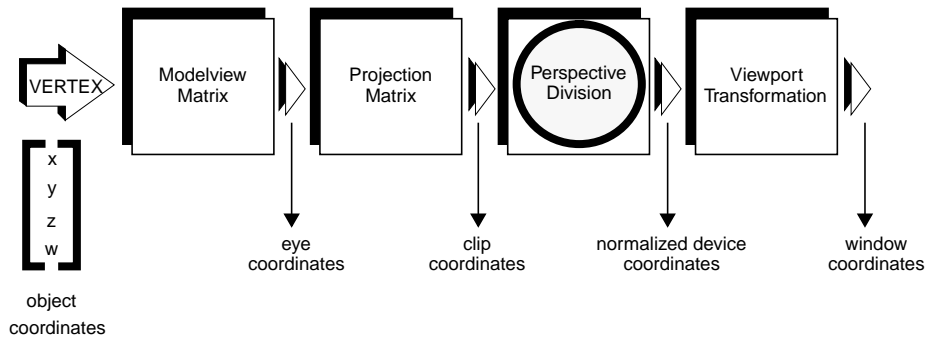 VERTEX
Modelview
Matrix
Projection
Matrix
Perspective
Division
Viewport
Transformation
x
y
z
w
object
coordinates
eye
coordinates
clip
coordinates
normalized device
coordinates
window
coordinates